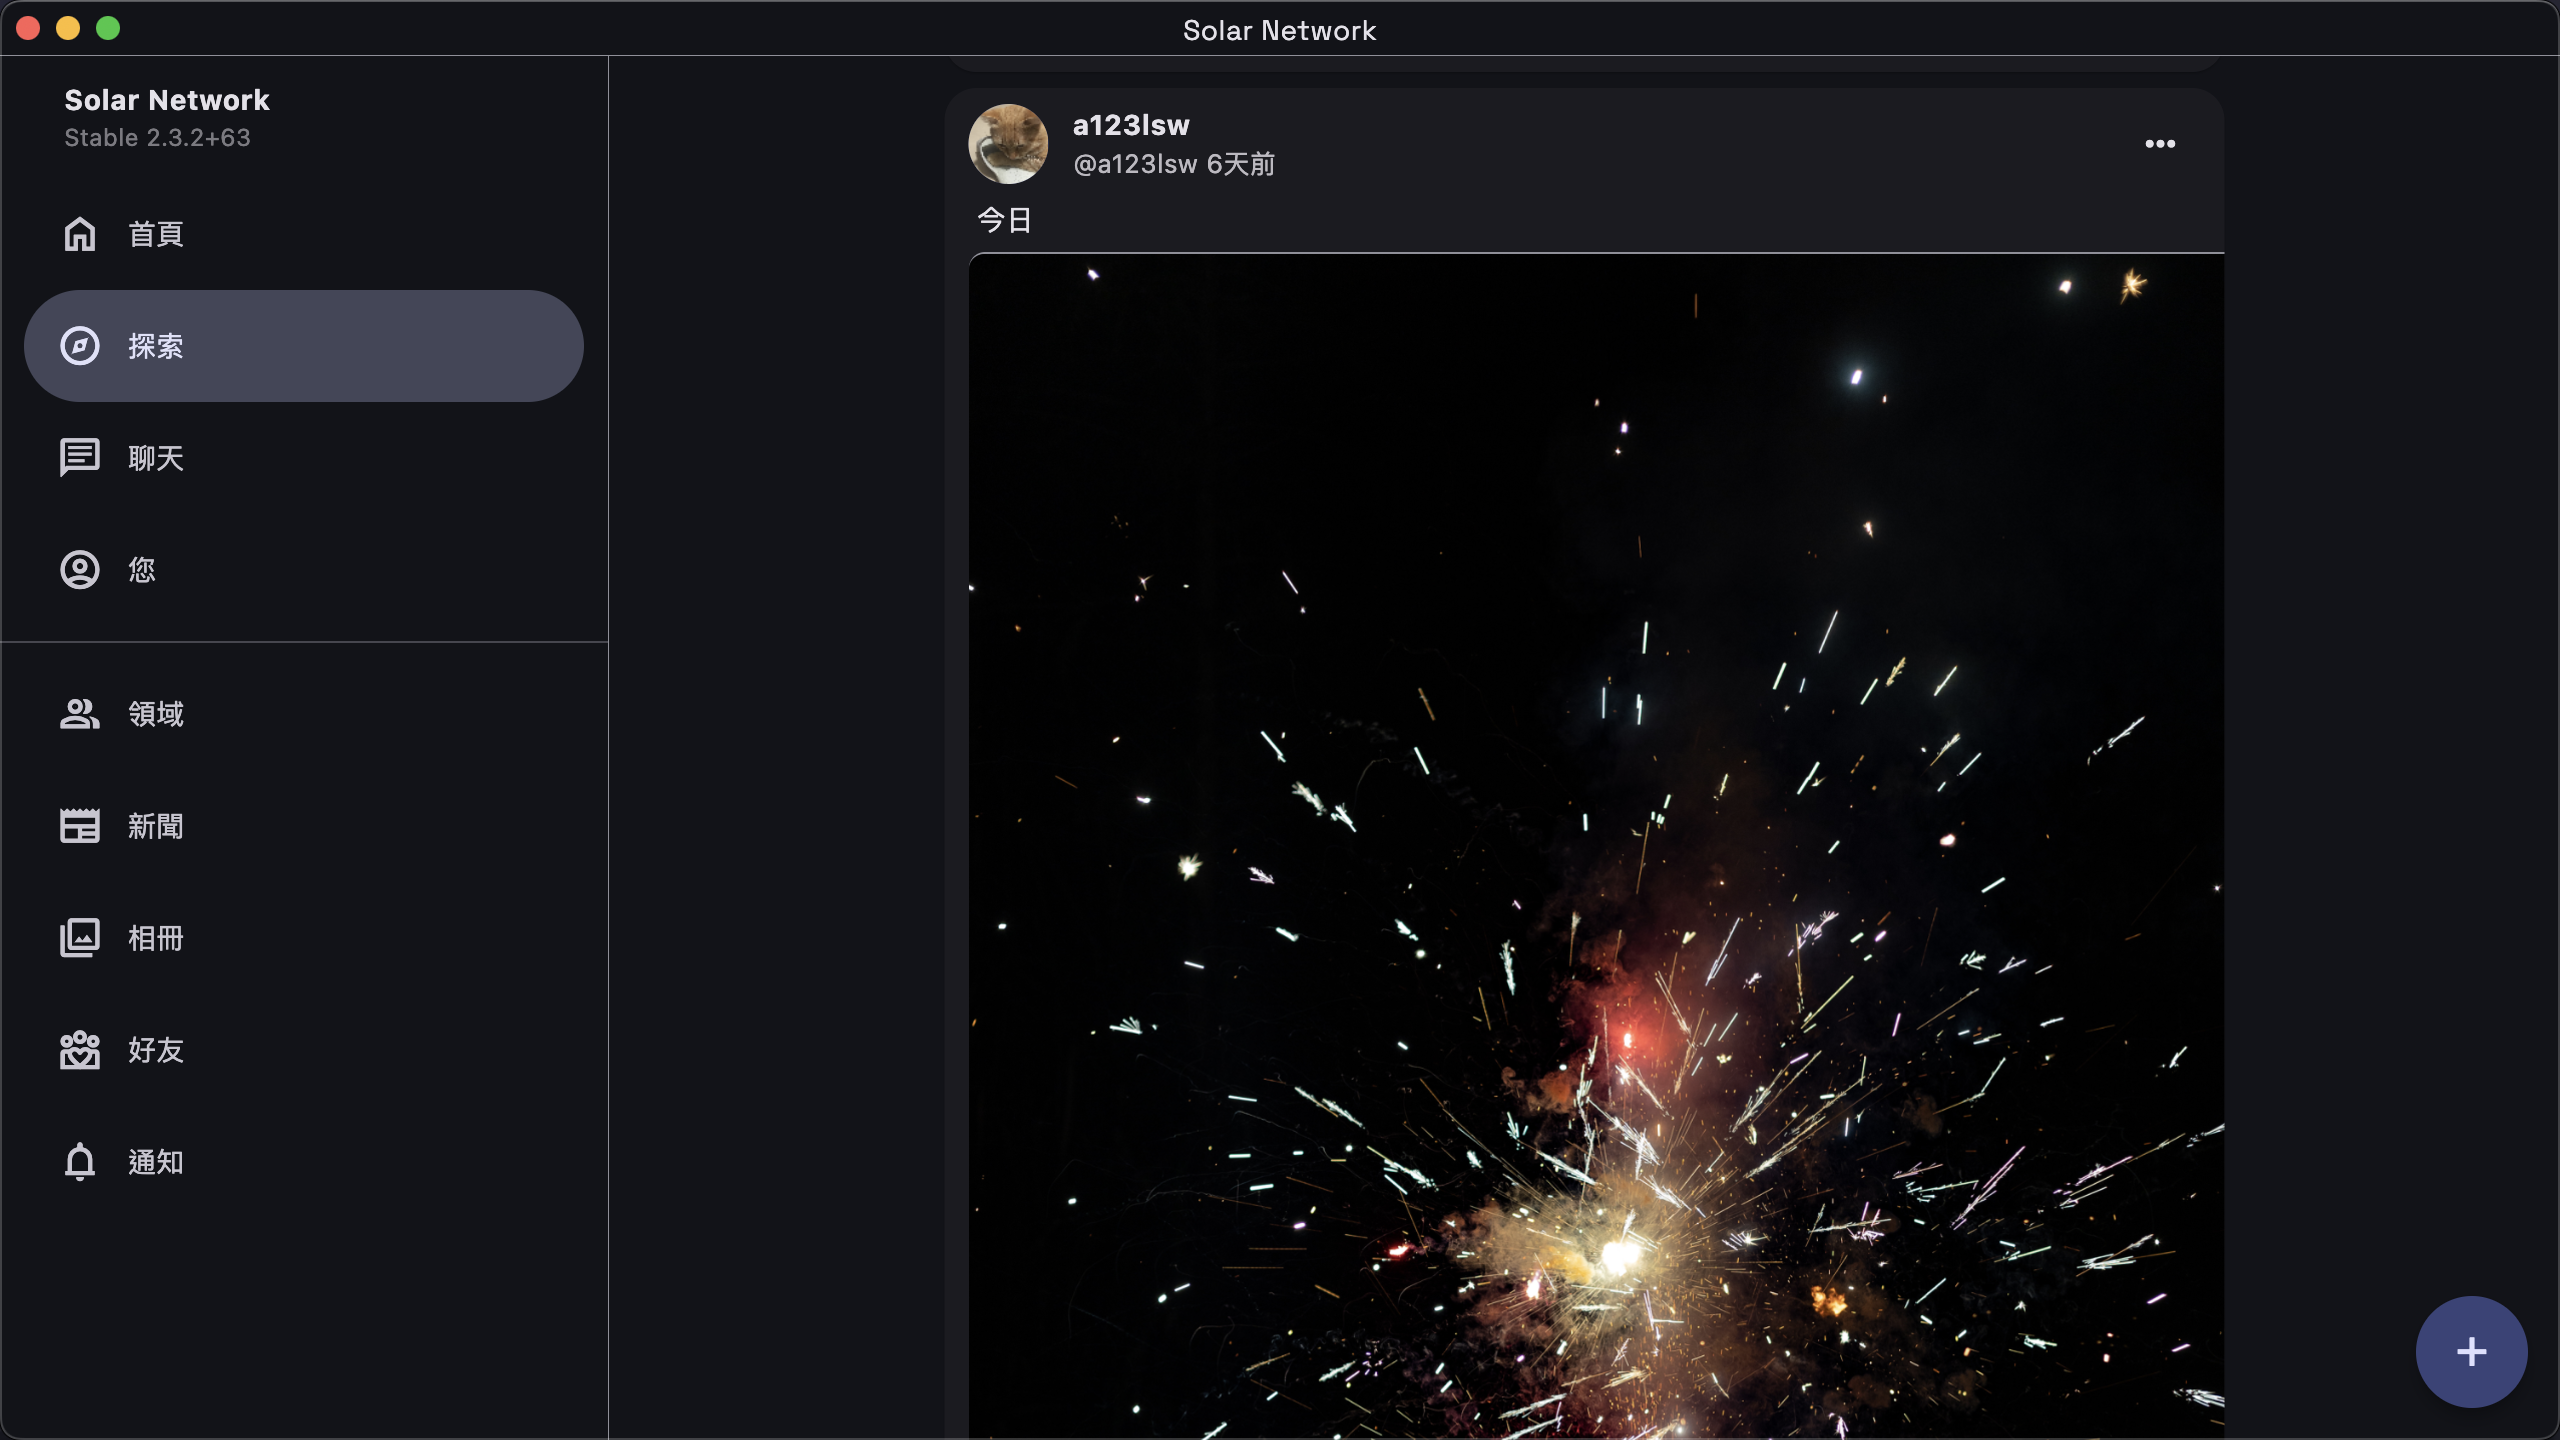 Solar Network
Solar Network
Stable 2.3.2+63
首頁
探索
聊天
您
領域
新聞
相冊
好友
通知
a123lsw
@a123lsw 6天前
今日